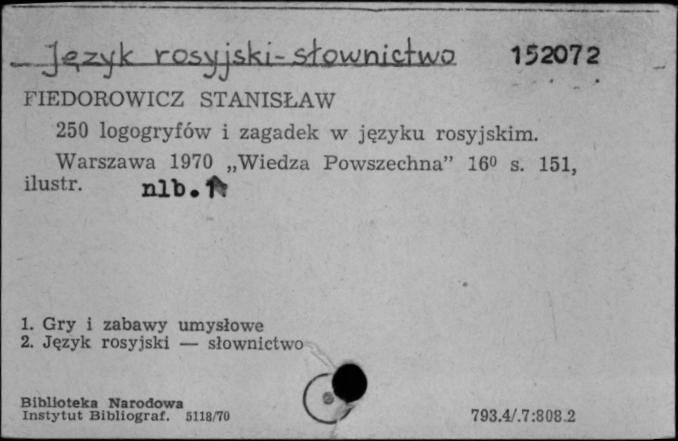 Język rosyjski-słownictwo 152072
FIEDOROWICZ STANISŁAW
250 logogryfów i zagadek w języku rosyjskim.
Warszawa 1970 „Wiedza Powszechna” 16⁰ s. 151,
ilustr. nlb. 1
1. Gry i zabawy umysłowe
2. Język rosyjski — słownictwo
Biblioteka Narodowa
Instytut Bibliograf. 5118/70 793.4/.7:808.2